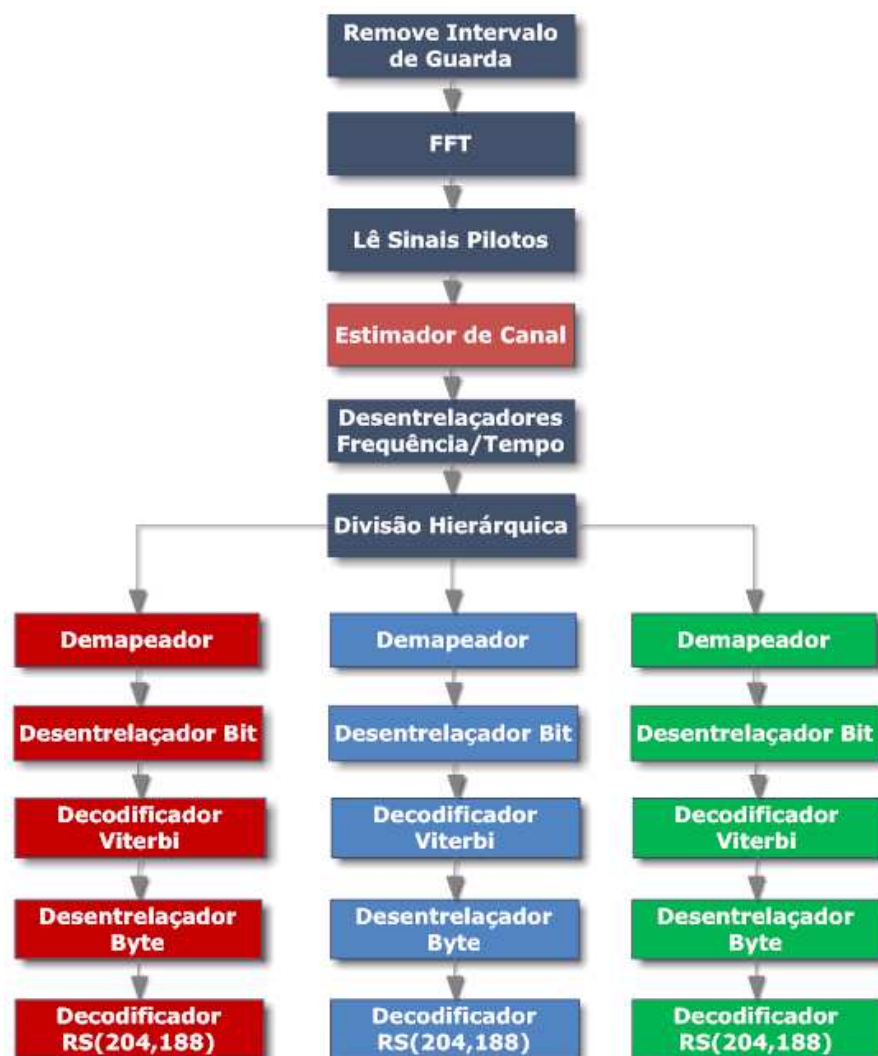 Remove Intervalo
de Guarda
FFT
Lê Sinais Pilotos
Estimador de Canal
Desentrelaçadores
Frequência/Tempo
Divisão Hierárquica
Demapeador
Demapeador
Demapeador
Desentrelaçador Bit
Desentrelaçador Bit
Desentrelaçador Bit
Decodificador
Viterbi
Decodificador
Viterbi
Decodificador
Viterbi
Desentrelaçador
Byte
Desentrelaçador
Byte
Desentrelaçador
Byte
Decodificador
RS(204,188)
Decodificador
RS(204,188)
Decodificador
RS(204,188)